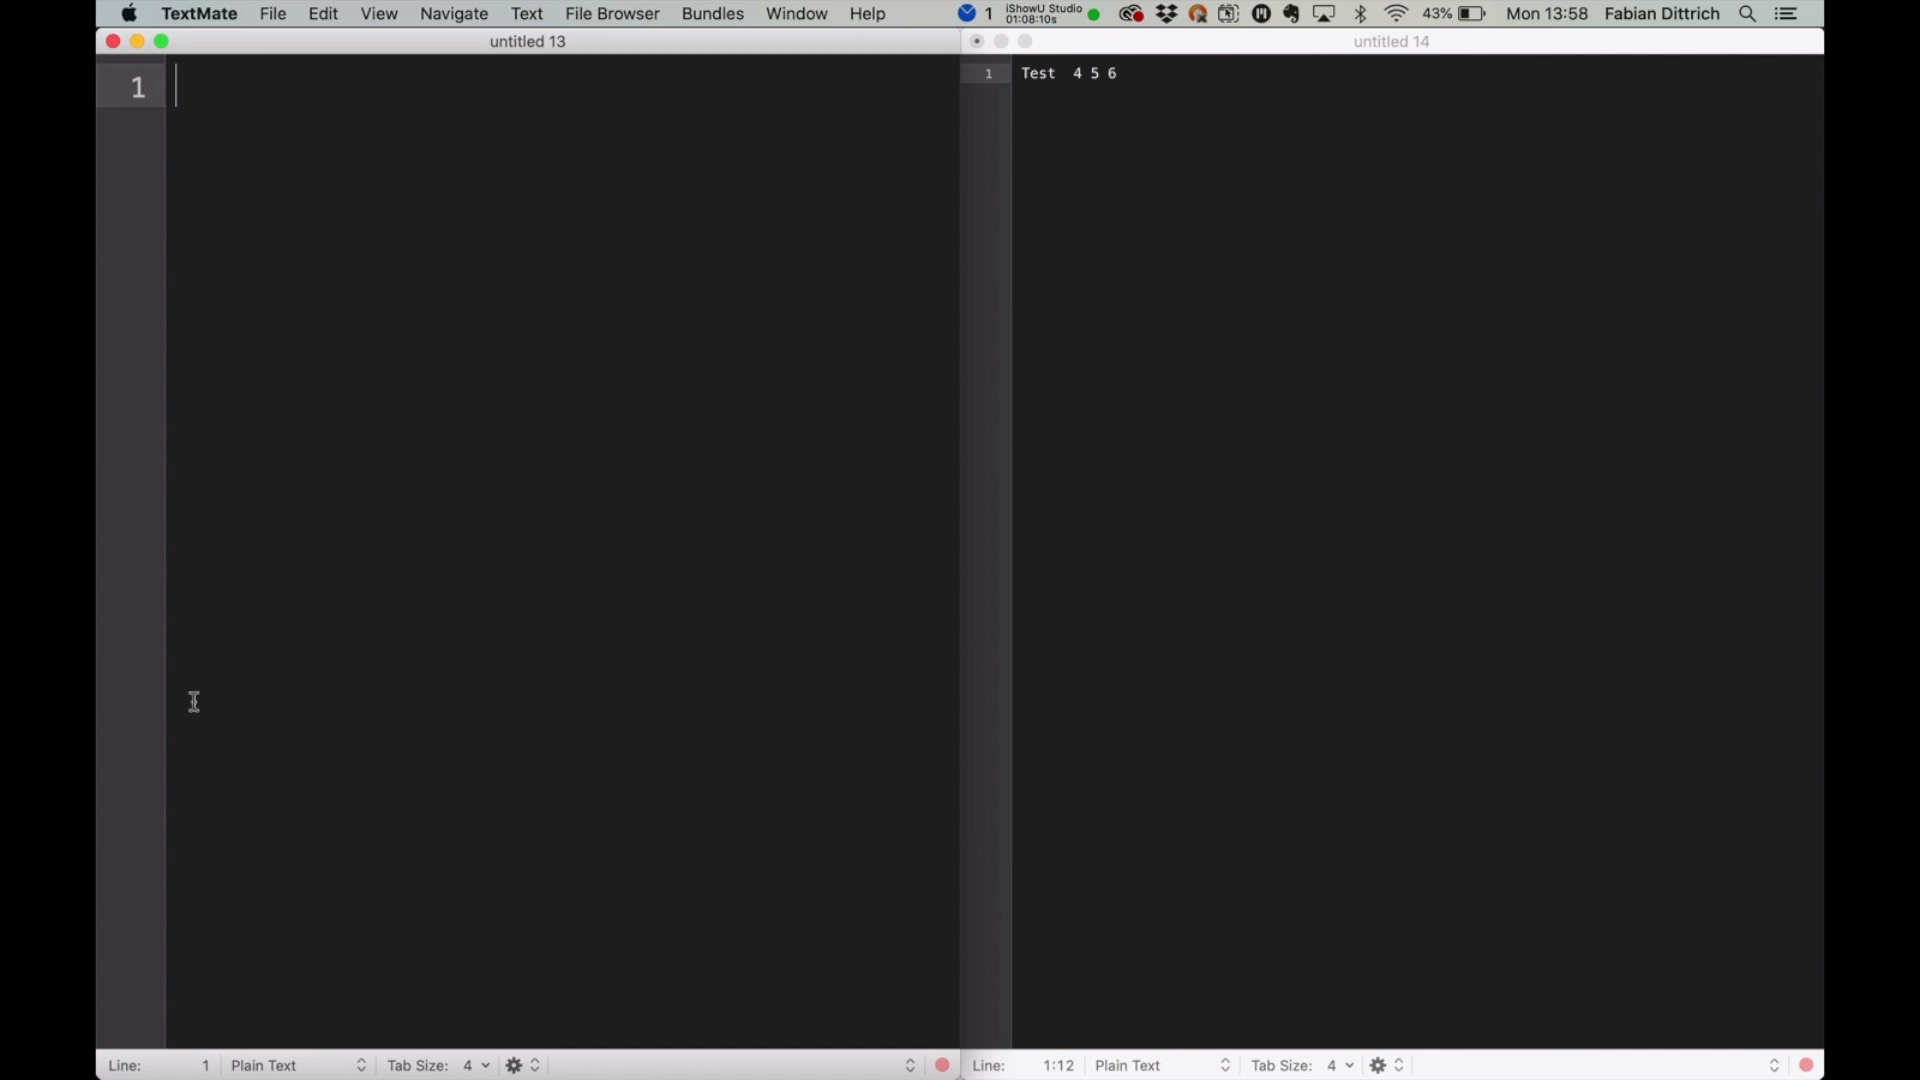 TextMate File Edit View Navigate Text File Browser Bundles Window Help 1 iShowU Studio 43% Mon 13:58 Fabian Dittrich
01:08:10s
untitled 13
untitled 14
1
1 Test  4 5 6
Line: 1 Plain Text Tab Size: 4
Line: 1:12 Plain Text Tab Size: 4